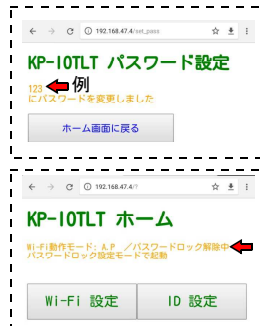 192.168.47.4/set_pass
KP-IOTLT パスワード設定
123 例
にパスワードを変更しました
ホーム画面に戻る
192.168.47.4/?
KP-IOTLT ホーム
Wi-Fi動作モード: A.P ／パスワードロック解除中
パスワードロック設定モードで起動
Wi-Fi 設定 ID 設定